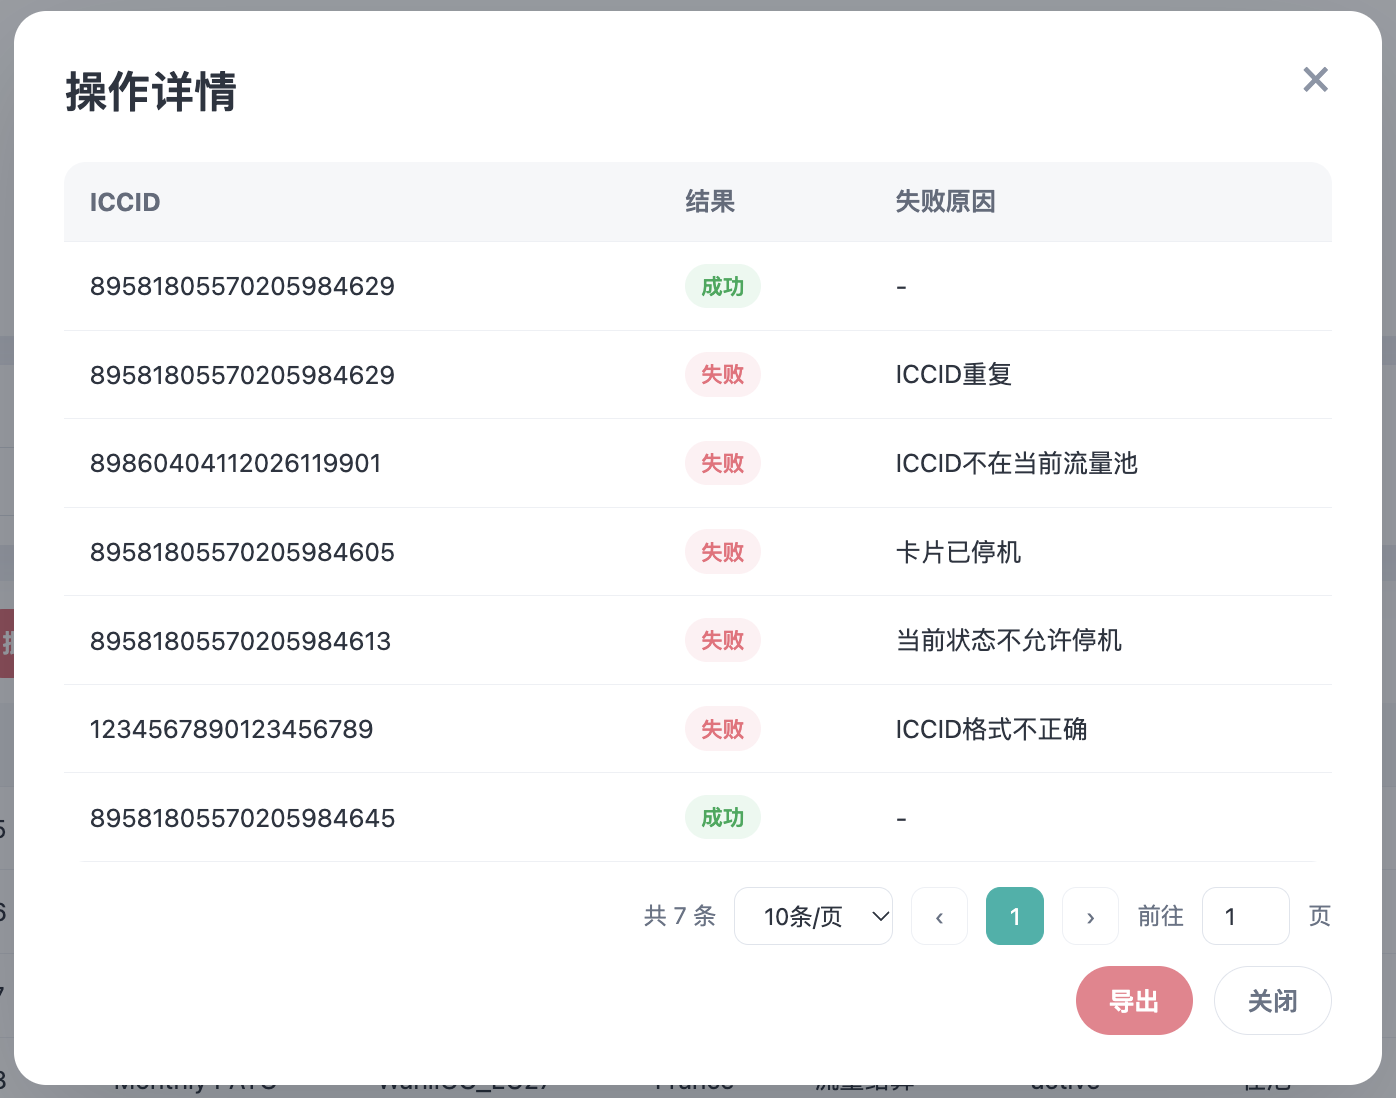 操作详情
ICCID 结果 失败原因
89581805570205984629 成功 -
89581805570205984629 失败 ICCID重复
89860404112026119901 失败 ICCID不在当前流量池
89581805570205984605 失败 卡片已停机
89581805570205984613 失败 当前状态不允许停机
1234567890123456789 失败 ICCID格式不正确
89581805570205984645 成功 -
共 7 条 10条/页 ‹ 1 › 前往 1 页
导出 关闭